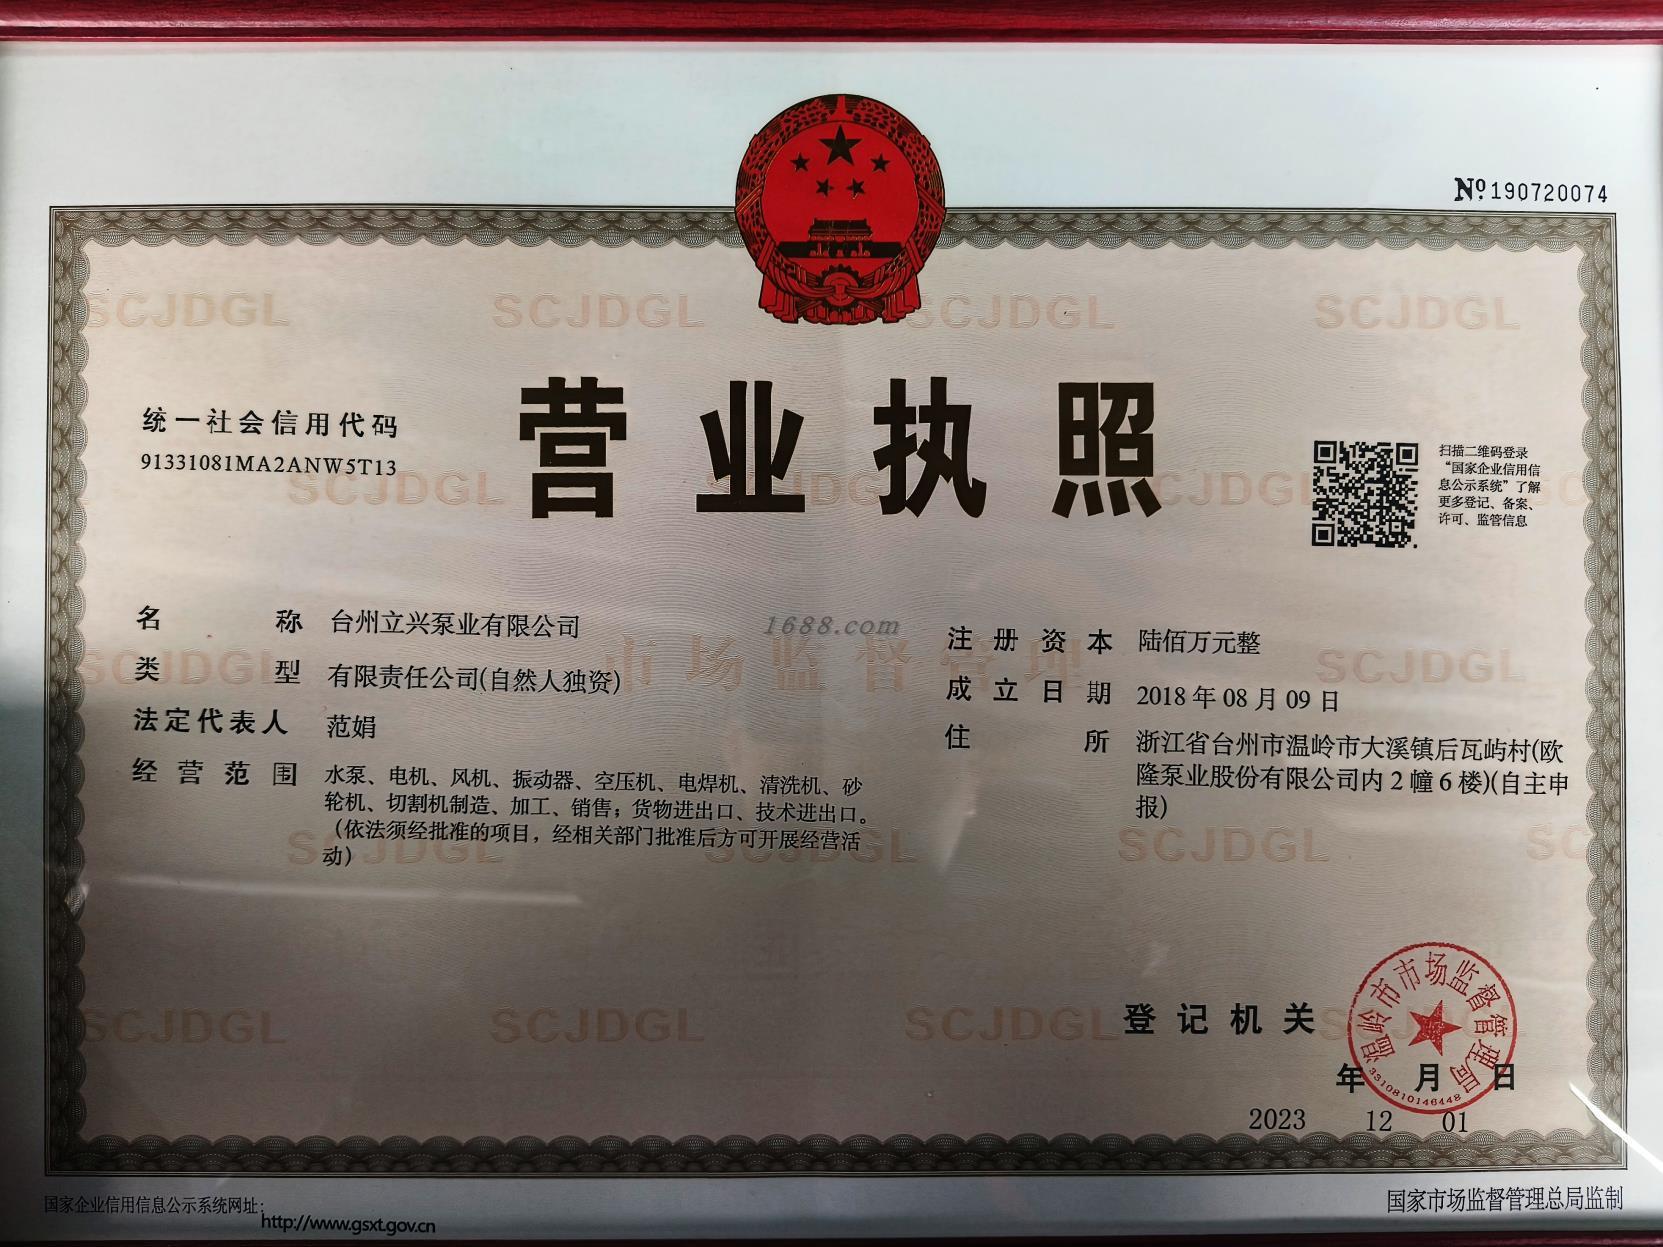 №190720074
营业执照
统一社会信用代码
91331081MA2ANW5T13
扫描二维码登录
“国家企业信用信
息公示系统”了解
更多登记、备案、
许可、监管信息
名称 台州立兴泵业有限公司
类型 有限责任公司(自然人独资)
法定代表人 范娟
经营范围 水泵、电机、风机、振动器、空压机、电焊机、清洗机、砂
轮机、切割机制造、加工、销售；货物进出口、技术进出口。
（依法须经批准的项目，经相关部门批准后方可开展经营活
动）
1688.com
注册资本 陆佰万元整
成立日期 2018年08月09日
住所 浙江省台州市温岭市大溪镇后瓦屿村(欧
隆泵业股份有限公司内2幢6楼)(自主申
报)
SCJDGL
市场监督管理
登记机关
温岭市市场监督管理局
3310810146448
年 月 日
2023 12 01
国家企业信用信息公示系统网址：
http://www.gsxt.gov.cn
国家市场监督管理总局监制